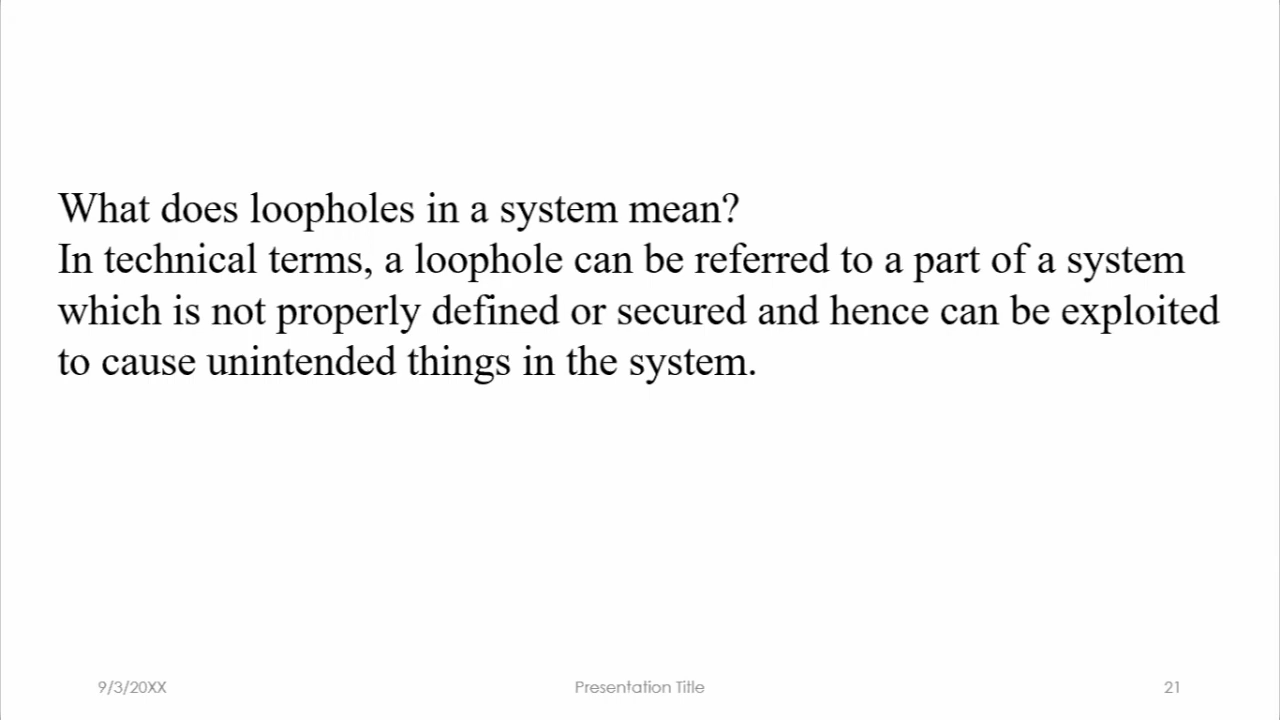 What does loopholes in a system mean?
In technical terms, a loophole can be referred to a part of a system
which is not properly defined or secured and hence can be exploited
to cause unintended things in the system.
9/3/20XX
Presentation Title
21